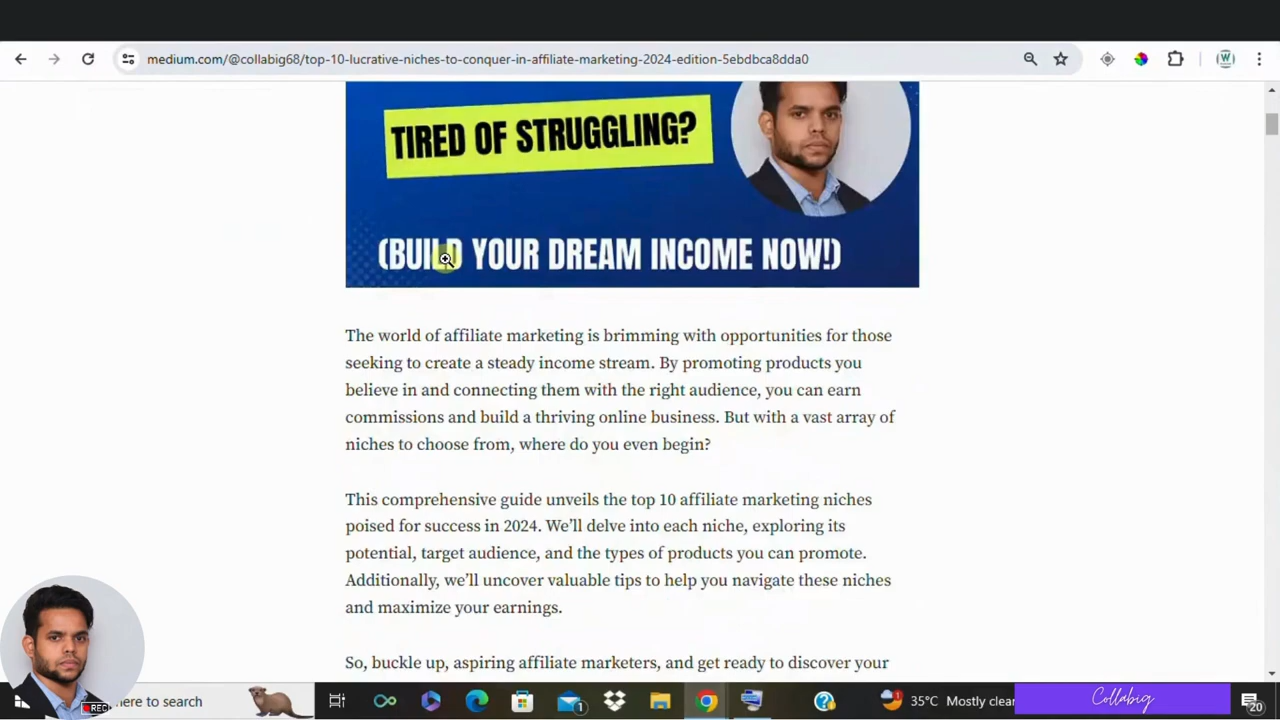 medium.com/@collabig68/top-10-lucrative-niches-to-conquer-in-affiliate-marketing-2024-edition-5ebdbca8dda0
W
TIRED OF STRUGGLING?
(BUILD YOUR DREAM INCOME NOW!)
The world of affiliate marketing is brimming with opportunities for those
seeking to create a steady income stream. By promoting products you
believe in and connecting them with the right audience, you can earn
commissions and build a thriving online business. But with a vast array of
niches to choose from, where do you even begin?
This comprehensive guide unveils the top 10 affiliate marketing niches
poised for success in 2024. We’ll delve into each niche, exploring its
potential, target audience, and the types of products you can promote.
Additionally, we’ll uncover valuable tips to help you navigate these niches
and maximize your earnings.
So, buckle up, aspiring affiliate marketers, and get ready to discover your
REC
here to search
1
1
35°C Mostly clear
Collabig
20